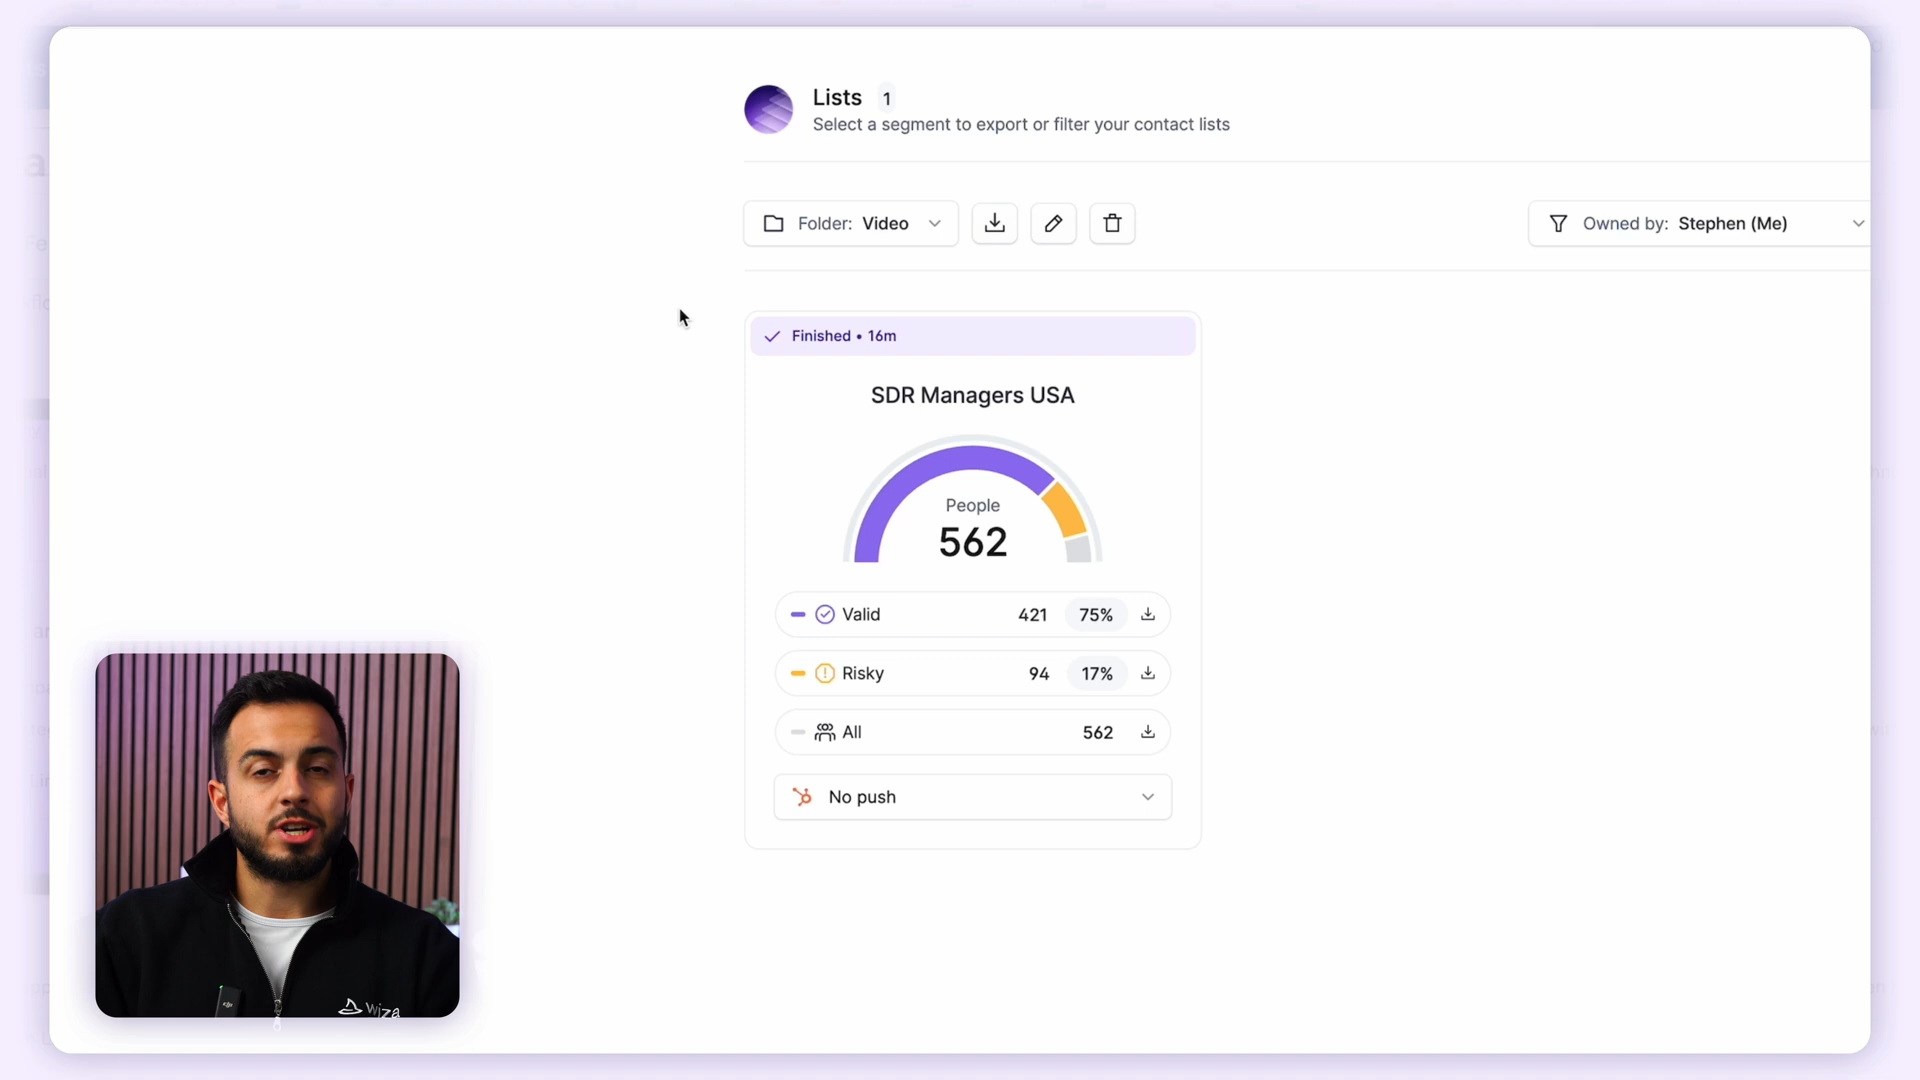 Lists 1
Select a segment to export or filter your contact lists
Folder: Video
Owned by: Stephen (Me)
Finished • 16m
SDR Managers USA
People
562
Valid 421 75%
Risky 94 17%
All 562
No push
wiza